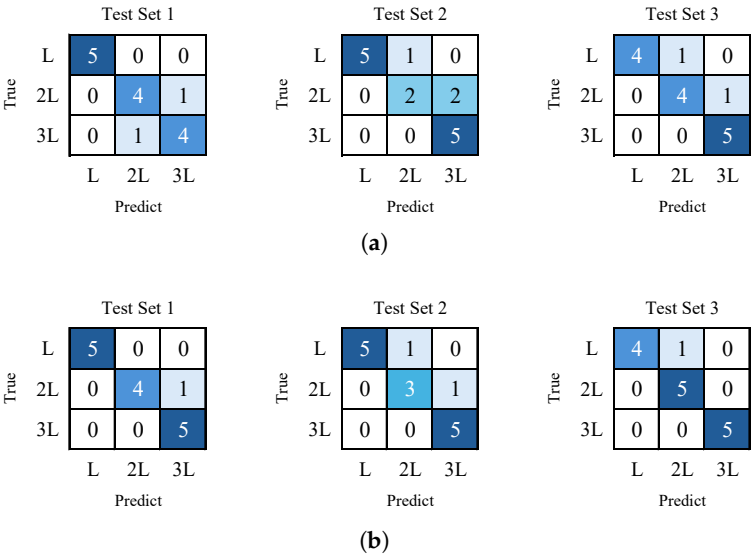 Test Set 1 Test Set 2 Test Set 3
L 5 0 0 L 5 1 0 L 4 1 0
True 2L 0 4 1 True 2L 0 2 2 True 2L 0 4 1
3L 0 1 4 3L 0 0 5 3L 0 0 5
L 2L 3L L 2L 3L L 2L 3L
Predict Predict Predict
(a)
Test Set 1 Test Set 2 Test Set 3
L 5 0 0 L 5 1 0 L 4 1 0
True 2L 0 4 1 True 2L 0 3 1 True 2L 0 5 0
3L 0 0 5 3L 0 0 5 3L 0 0 5
L 2L 3L L 2L 3L L 2L 3L
Predict Predict Predict
(b)